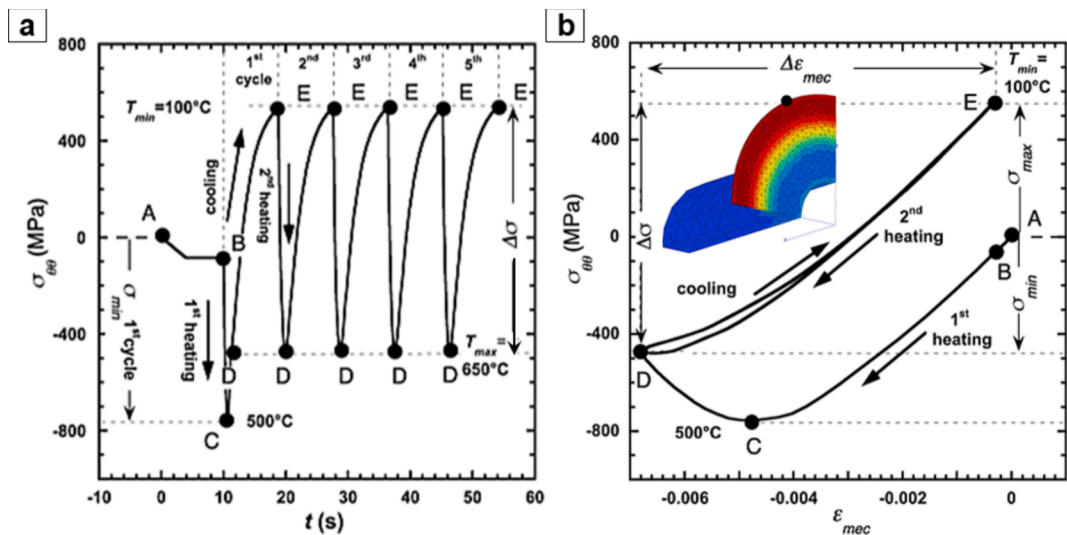 a
800
400
0
-400
-800
σθθ (MPa)
-10 0 10 20 30 40 50 60
t (s)
1st cycle
2nd
3rd
4th
5th
E E E E E
Tmin =100°C
cooling
2nd heating
A
B
Δσ
σmin 1st cycle
1st heating
Tmax= 650°C
D D D D D
500°C
C
b
800
400
0
-400
-800
σθθ (MPa)
-0.006 -0.004 -0.002 0
εmec
Δεmec
Tmin = 100°C
E
Δσ
σmax
A
B
σmin
2nd heating
cooling
1st heating
D
500°C
C